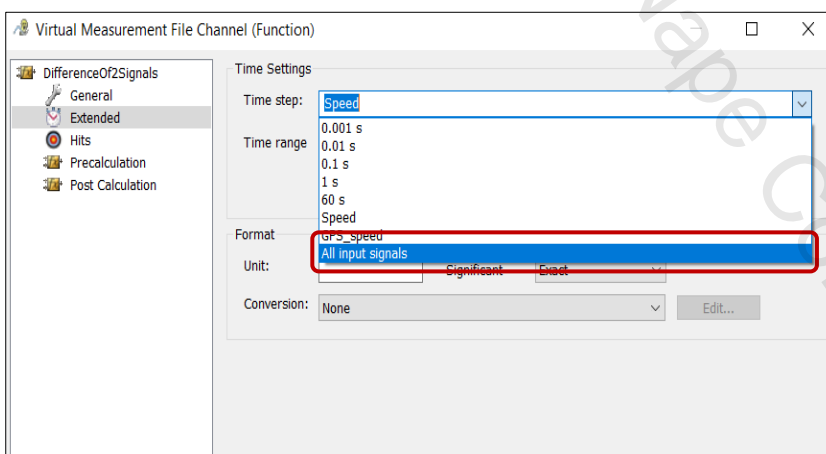 Virtual Measurement File Channel (Function)
DifferenceOf2Signals
General
Extended
Hits
Precalculation
Post Calculation
Time Settings
Time step:
Speed
Time range
0.001 s
0.01 s
0.1 s
1 s
60 s
Speed
GPS_speed
All input signals
Format
Unit:
Significant
Exact
Conversion:
None
Edit...